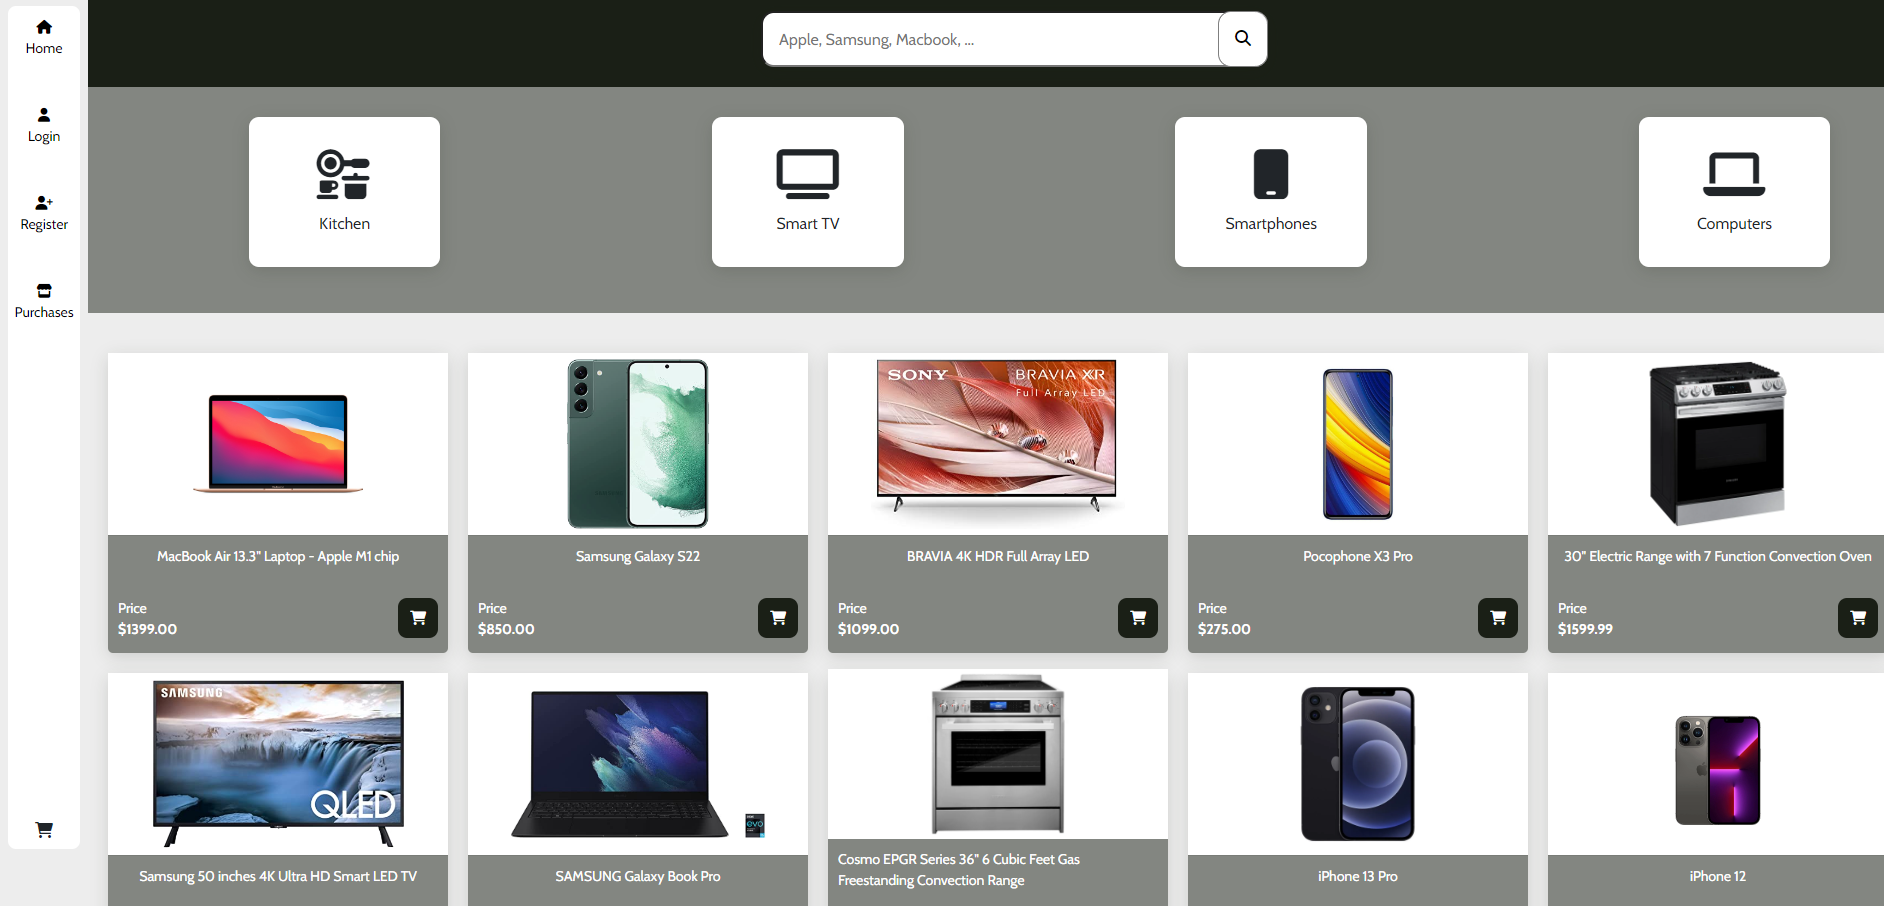 Home
Login
Register
Purchases
Apple, Samsung, Macbook, ...
Kitchen
Smart TV
Smartphones
Computers
SONY
BRAVIA XR
Full Array LED
MacBook Air 13.3" Laptop - Apple M1 chip
Price
$1399.00
Samsung Galaxy S22
Price
$850.00
BRAVIA 4K HDR Full Array LED
Price
$1099.00
Pocophone X3 Pro
Price
$275.00
30" Electric Range with 7 Function Convection Oven
Price
$1599.99
SAMSUNG
QLED
evo
Samsung 50 inches 4K Ultra HD Smart LED TV
SAMSUNG Galaxy Book Pro
Cosmo EPGR Series 36" 6 Cubic Feet Gas
Freestanding Convection Range
iPhone 13 Pro
iPhone 12